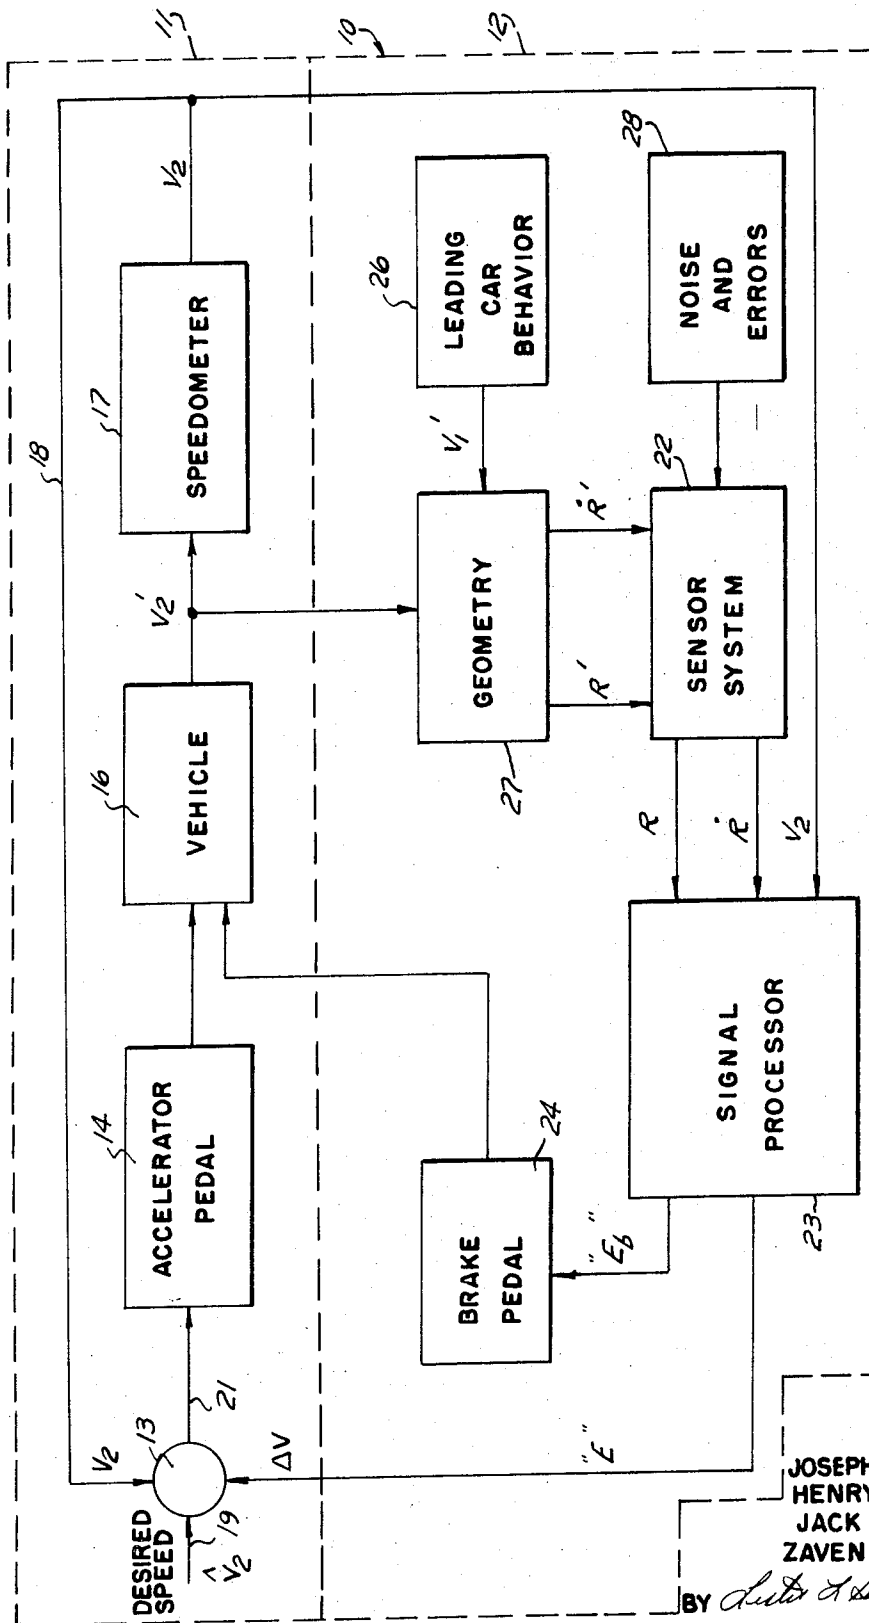 11
10
12
18
V2
DESIRED
SPEED
19
V̂2
13
21
ΔV
14
ACCELERATOR
PEDAL
16
VEHICLE
V2'
17
SPEEDOMETER
V2
"E"
BRAKE
PEDAL
24
"Eb"
GEOMETRY
27
V1'
26
LEADING
CAR
BEHAVIOR
R'
Ṙ'
SIGNAL
PROCESSOR
23
R
Ṙ
V2
SENSOR
SYSTEM
22
NOISE
AND
ERRORS
28
JOSEPH
HENRY
JACK
ZAVEN
BY